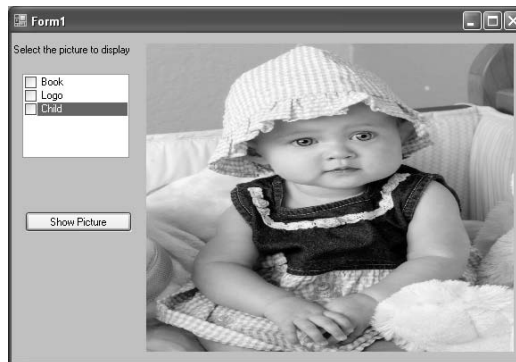 Form1
Select the picture to display
Book
Logo
Child
Show Picture